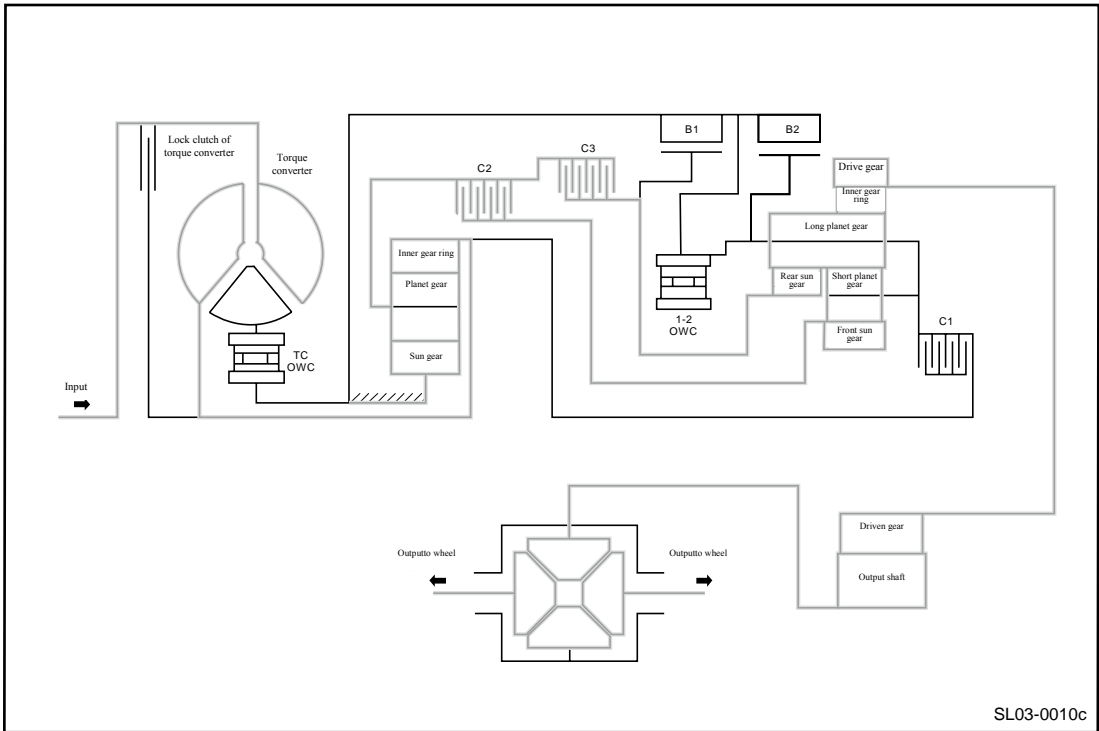 Lock clutch of
torque converter
Torque
converter
C2
C3
B1
B2
Drive gear
Inner gear
ring
Long planet gear
Inner gear ring
Planet gear
Sun gear
Rear sun
gear
Short planet
gear
Front sun
gear
1-2
OWC
C1
TC
OWC
Input
Driven gear
Output shaft
Outputto wheel
Outputto wheel
SL03-0010c